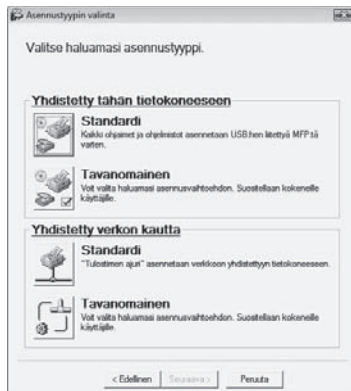 Asennustyypin valinta
Valitse haluamasi asennustyyppi.
Yhdistetty tähän tietokoneeseen
Standardi
Kaikki ohjaimet ja ohjelmistot asennetaan USB:hen liitettyä MFP:tä
varten.
Tavanomainen
Voit valita haluamasi asennusvaihtoehdon. Suositellaan kokeneille
käyttäjille.
Yhdistetty verkon kautta
Standardi
"Tulostimen ajuri" asennetaan verkkoon yhdistettyyn tietokoneeseen.
Tavanomainen
Voit valita haluamasi asennusvaihtoehdon. Suositellaan kokeneille
käyttäjille.
< Edellinen
Seuraava >
Peruuta